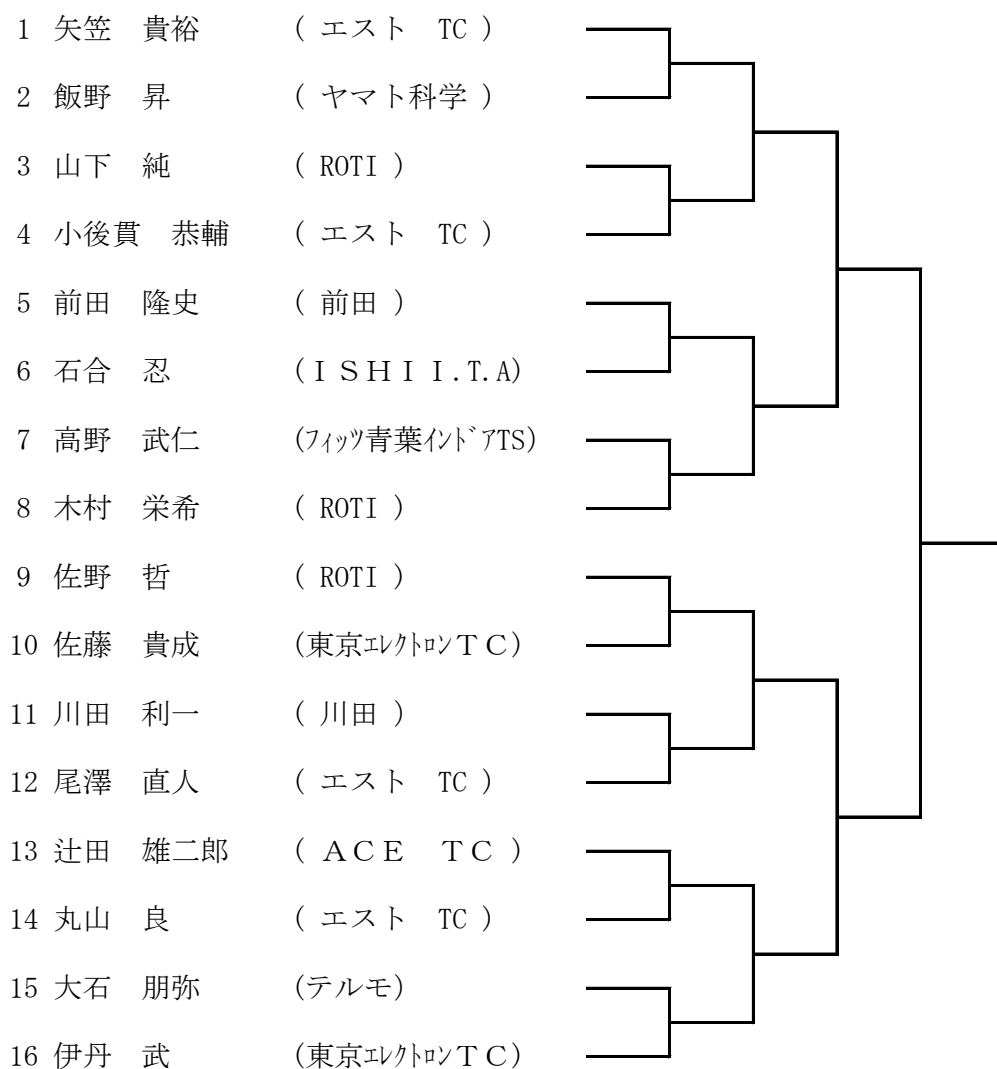 1 矢笠　貴裕 ( エスト　TC )
2 飯野　昇 ( ヤマト科学 )
3 山下　純 ( ROTI )
4 小後貫　恭輔 ( エスト　TC )
5 前田　隆史 ( 前田 )
6 石合　忍 (ＩＳＨＩＩ.T.A)
7 高野　武仁 (ﾌｨｯﾂ青葉ｲﾝﾄﾞｱTS)
8 木村　栄希 ( ROTI )
9 佐野　哲 ( ROTI )
10 佐藤　貴成 (東京ｴﾚｸﾄﾛﾝＴＣ)
11 川田　利一 ( 川田 )
12 尾澤　直人 ( エスト　TC )
13 辻田　雄二郎 ( ＡＣＥ　ＴＣ )
14 丸山　良 ( エスト　TC )
15 大石　朋弥 (テルモ)
16 伊丹　武 (東京ｴﾚｸﾄﾛﾝＴＣ)